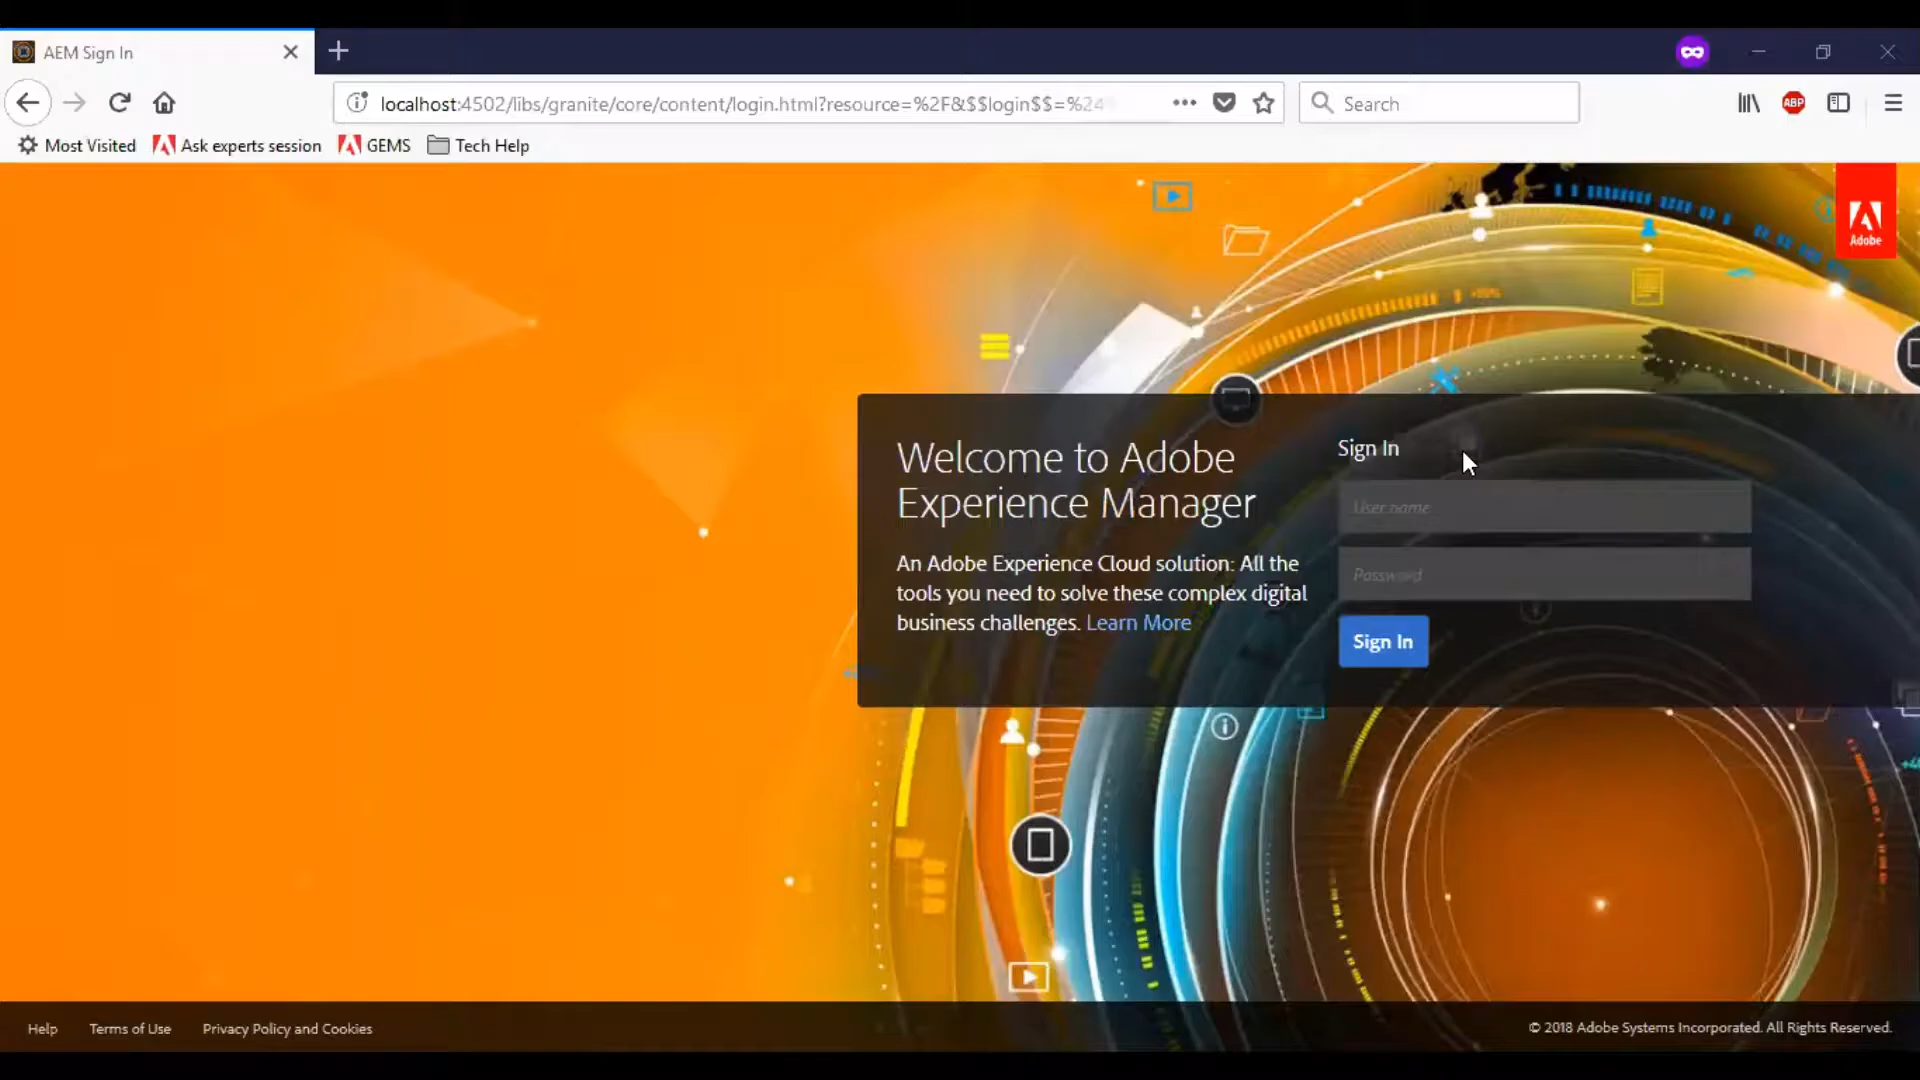 AEM Sign In
localhost:4502/libs/granite/core/content/login.html?resource=%2F&$$login$$=%24
Search
ABP
Most Visited
Ask experts session
GEMS
Tech Help
Adobe
Welcome to Adobe
Experience Manager
An Adobe Experience Cloud solution: All the
tools you need to solve these complex digital
business challenges. Learn More
Sign In
User name
Password
Sign In
Help
Terms of Use
Privacy Policy and Cookies
© 2018 Adobe Systems Incorporated. All Rights Reserved.